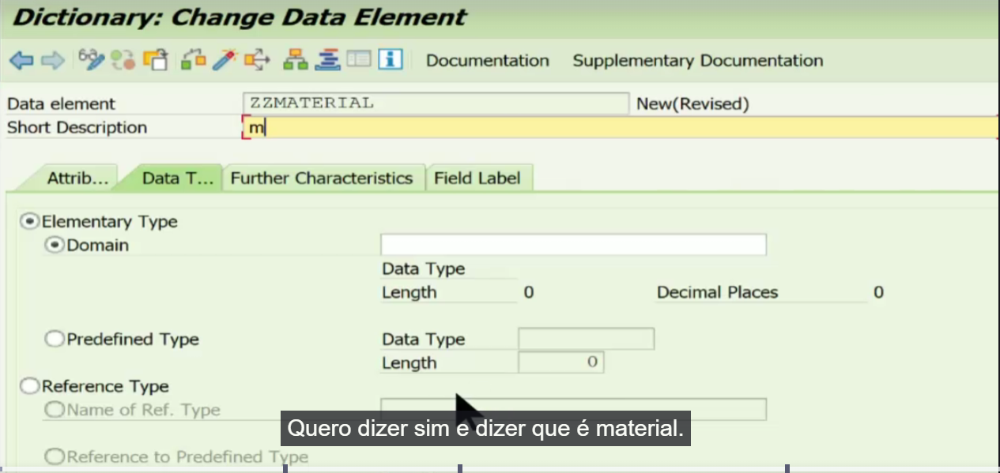 Dictionary: Change Data Element
Documentation Supplementary Documentation
Data element ZZMATERIAL New(Revised)
Short Description m
Attrib... Data T... Further Characteristics Field Label
Elementary Type
Domain
Data Type
Length 0 Decimal Places 0
Predefined Type Data Type
Length 0
Reference Type
Name of Ref. Type
Quero dizer sim e dizer que é material.
Reference to Predefined Type